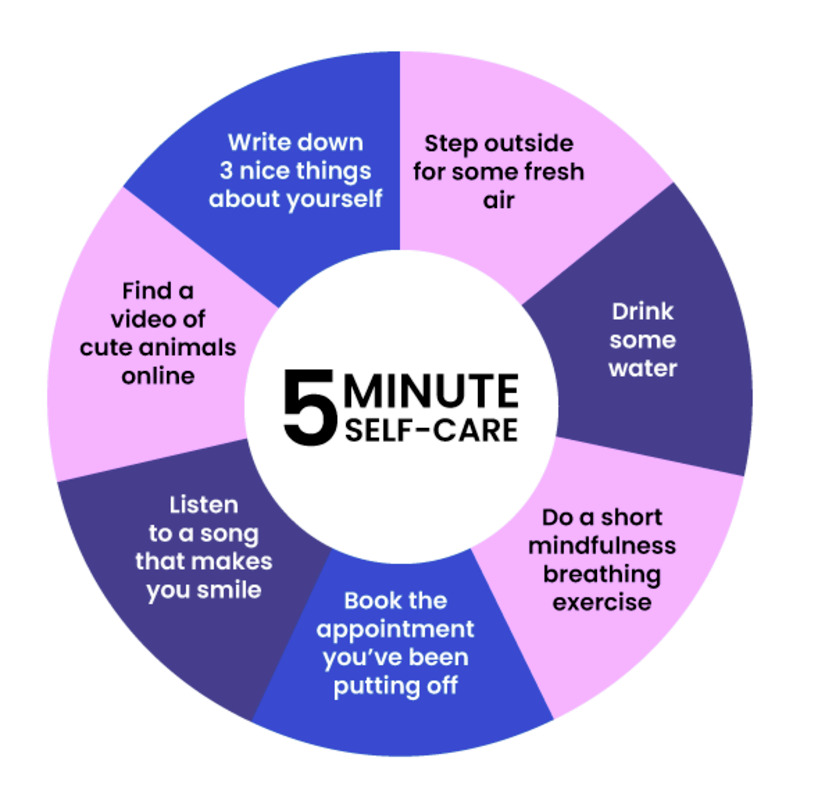 5 MINUTE
SELF-CARE
Step outside
for some fresh
air
Drink
some
water
Do a short
mindfulness
breathing
exercise
Book the
appointment
you’ve been
putting off
Listen
to a song
that makes
you smile
Find a
video of
cute animals
online
Write down
3 nice things
about yourself